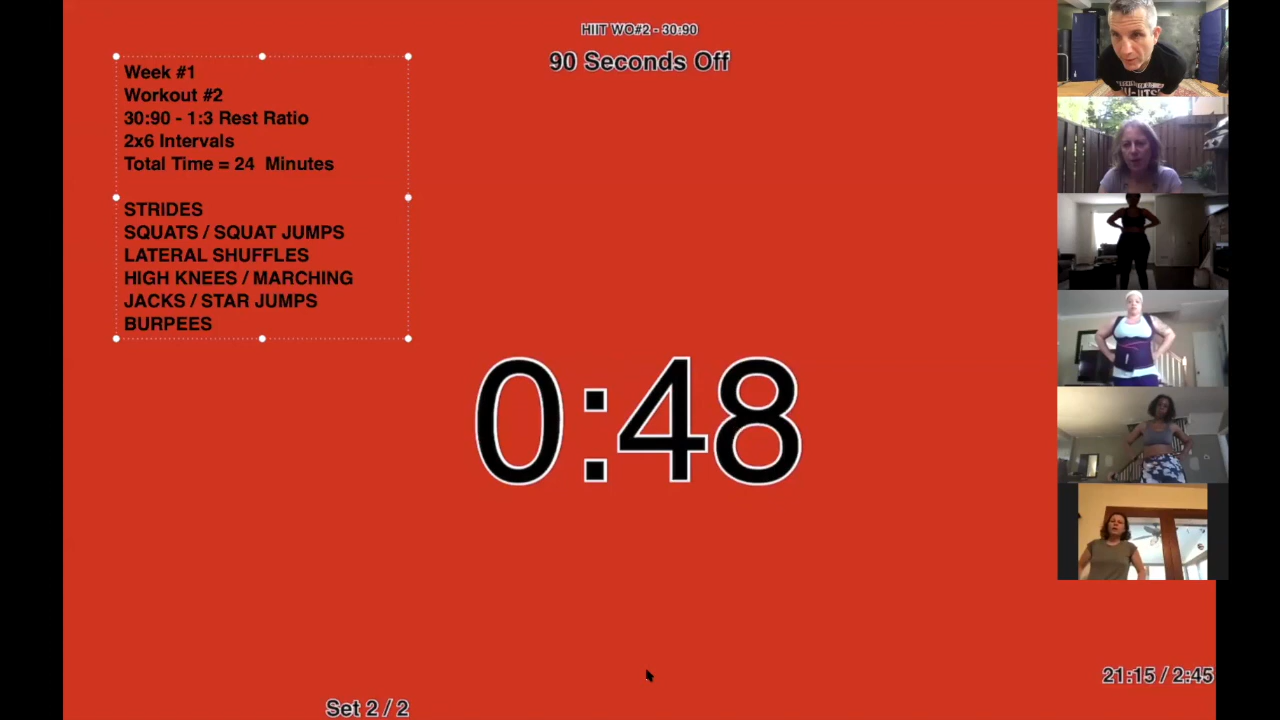 HIIT WO#2 - 30:90
90 Seconds Off
Week #1
Workout #2
30:90 - 1:3 Rest Ratio
2x6 Intervals
Total Time = 24  Minutes
STRIDES
SQUATS / SQUAT JUMPS
LATERAL SHUFFLES
HIGH KNEES / MARCHING
JACKS / STAR JUMPS
BURPEES
0:48
21:15 / 2:45
Set 2 / 2